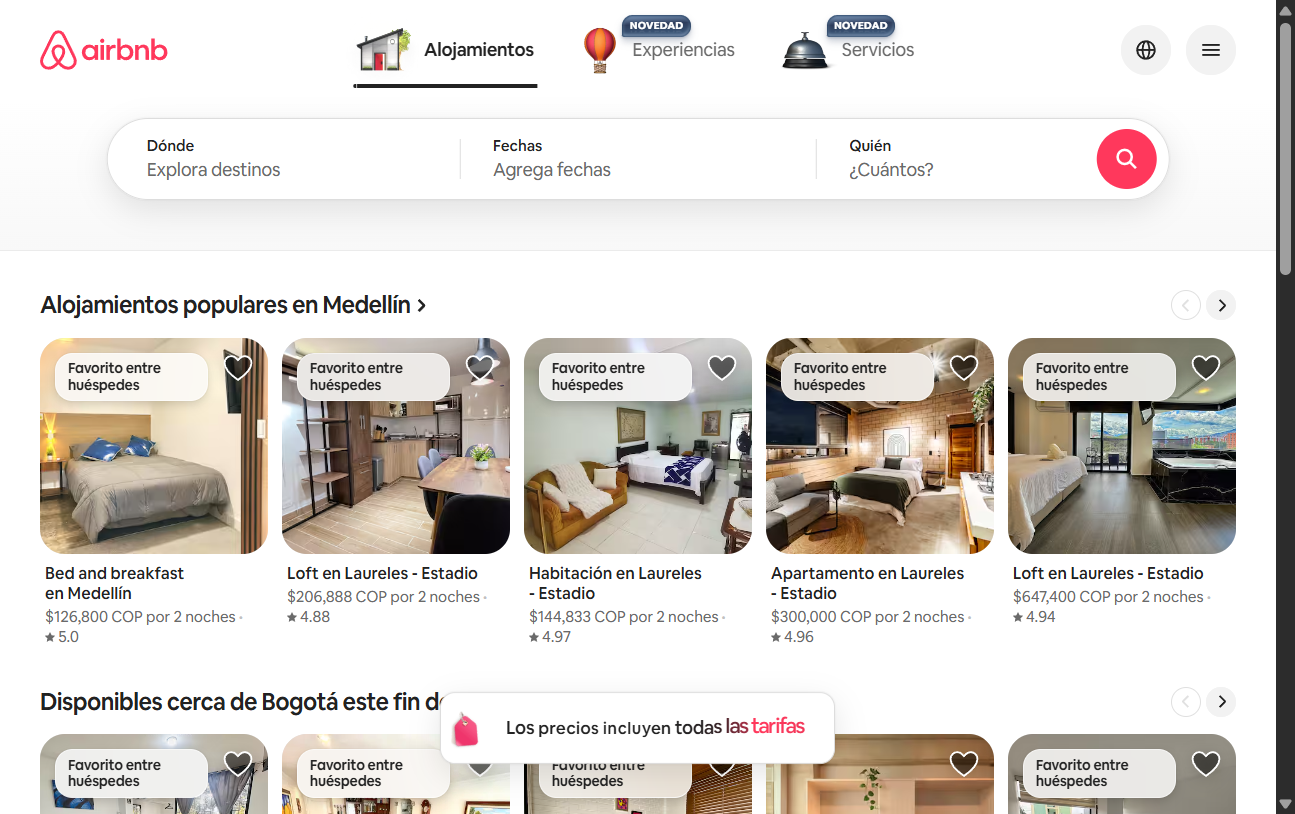 airbnb
Alojamientos
NOVEDAD
Experiencias
NOVEDAD
Servicios
Dónde
Explora destinos
Fechas
Agrega fechas
Quién
¿Cuántos?
Alojamientos populares en Medellín
Favorito entre
huéspedes
Favorito entre
huéspedes
Favorito entre
huéspedes
Favorito entre
huéspedes
Favorito entre
huéspedes
Bed and breakfast
en Medellín
$126,800 COP por 2 noches ·
5.0
Loft en Laureles - Estadio
$206,888 COP por 2 noches ·
4.88
Habitación en Laureles
- Estadio
$144,833 COP por 2 noches ·
4.97
Apartamento en Laureles
- Estadio
$300,000 COP por 2 noches ·
4.96
Loft en Laureles - Estadio
$647,400 COP por 2 noches ·
4.94
Disponibles cerca de Bogotá este fin
Los precios incluyen todas las tarifas
Favorito entre
huéspedes
Favorito entre
huéspedes
Favorito entre
huéspedes
Favorito entre
huéspedes